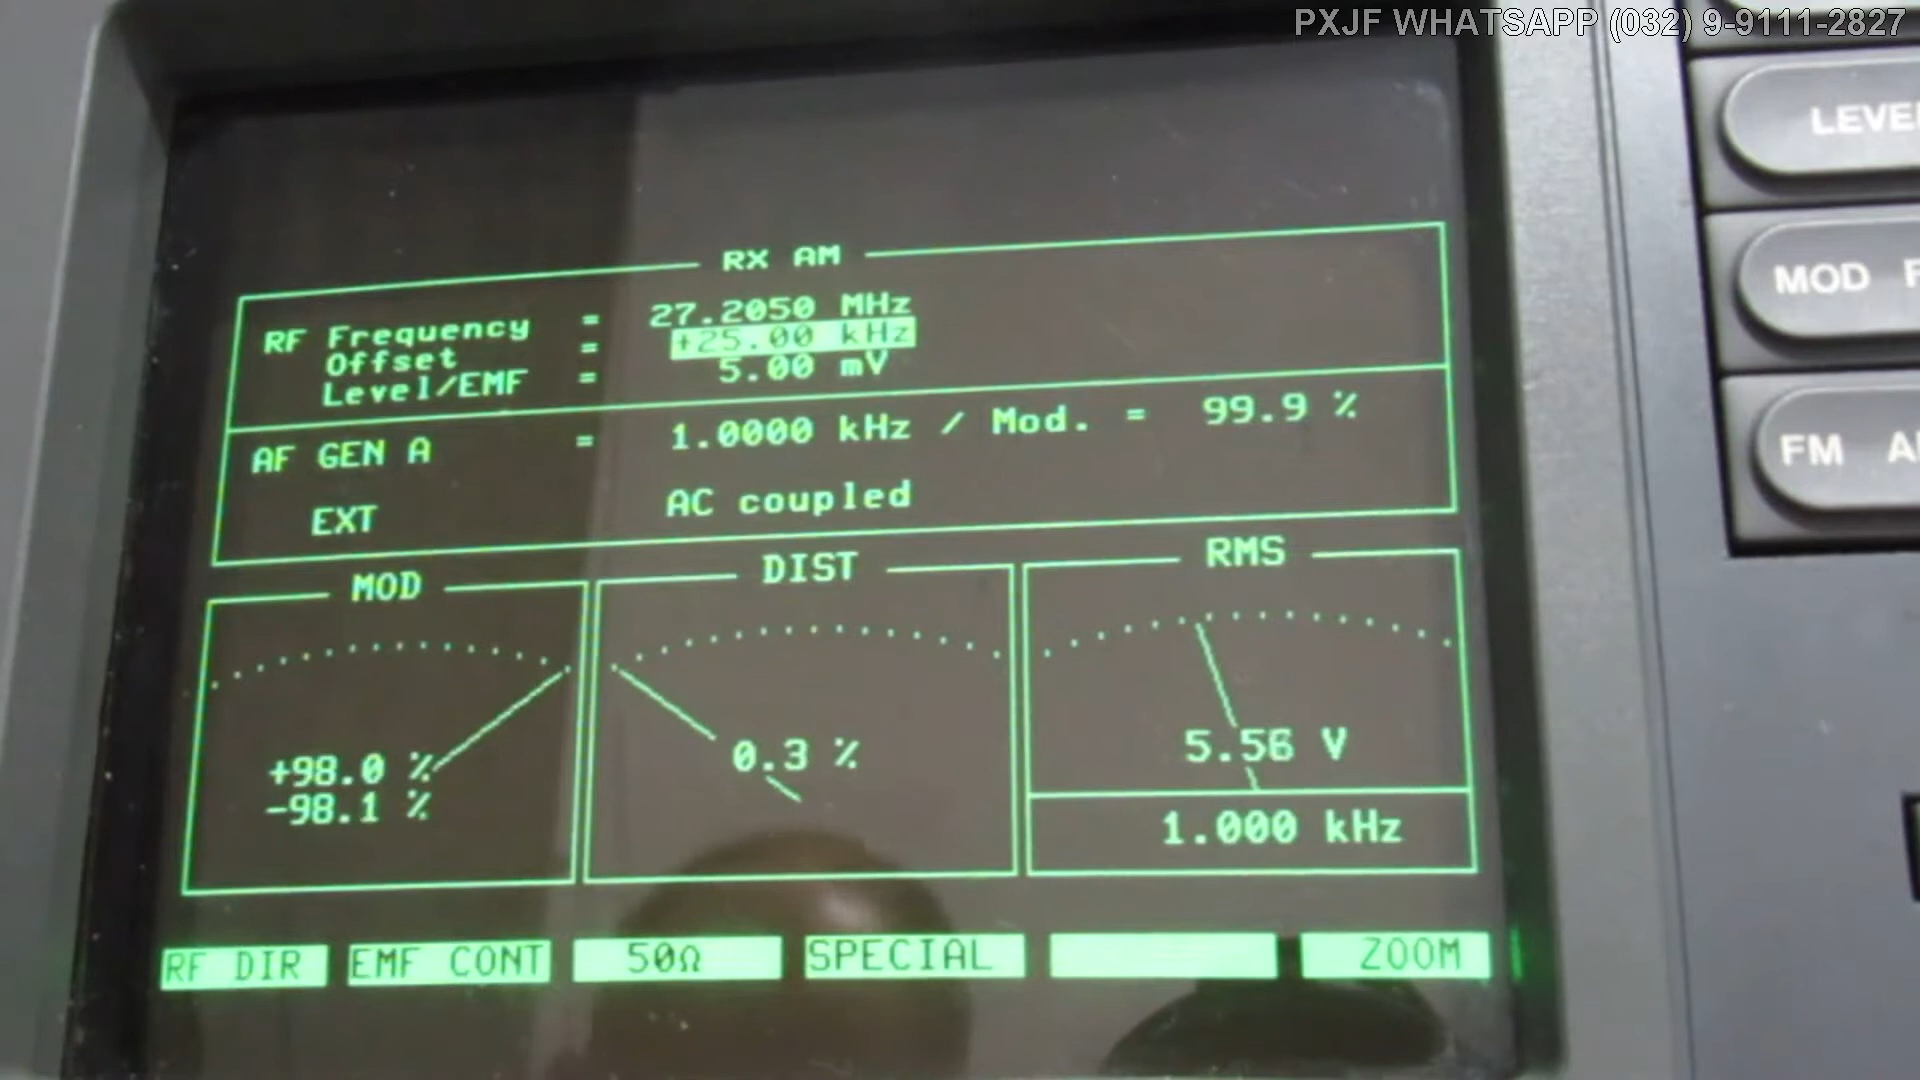 PXJF WHATSAPP (032) 9-9111-2827
RX AM
RF Frequency = 27.2050 MHz
Offset = +25.00 kHz
Level/EMF = 5.00 mV
AF GEN A = 1.0000 kHz / Mod. = 99.9 %
EXT AC coupled
MOD
+98.0 %
-98.1 %
DIST
0.3 %
RMS
5.56 V
1.000 kHz
RF DIR EMF CONT 50Ω SPECIAL ZOOM
MOD
FM